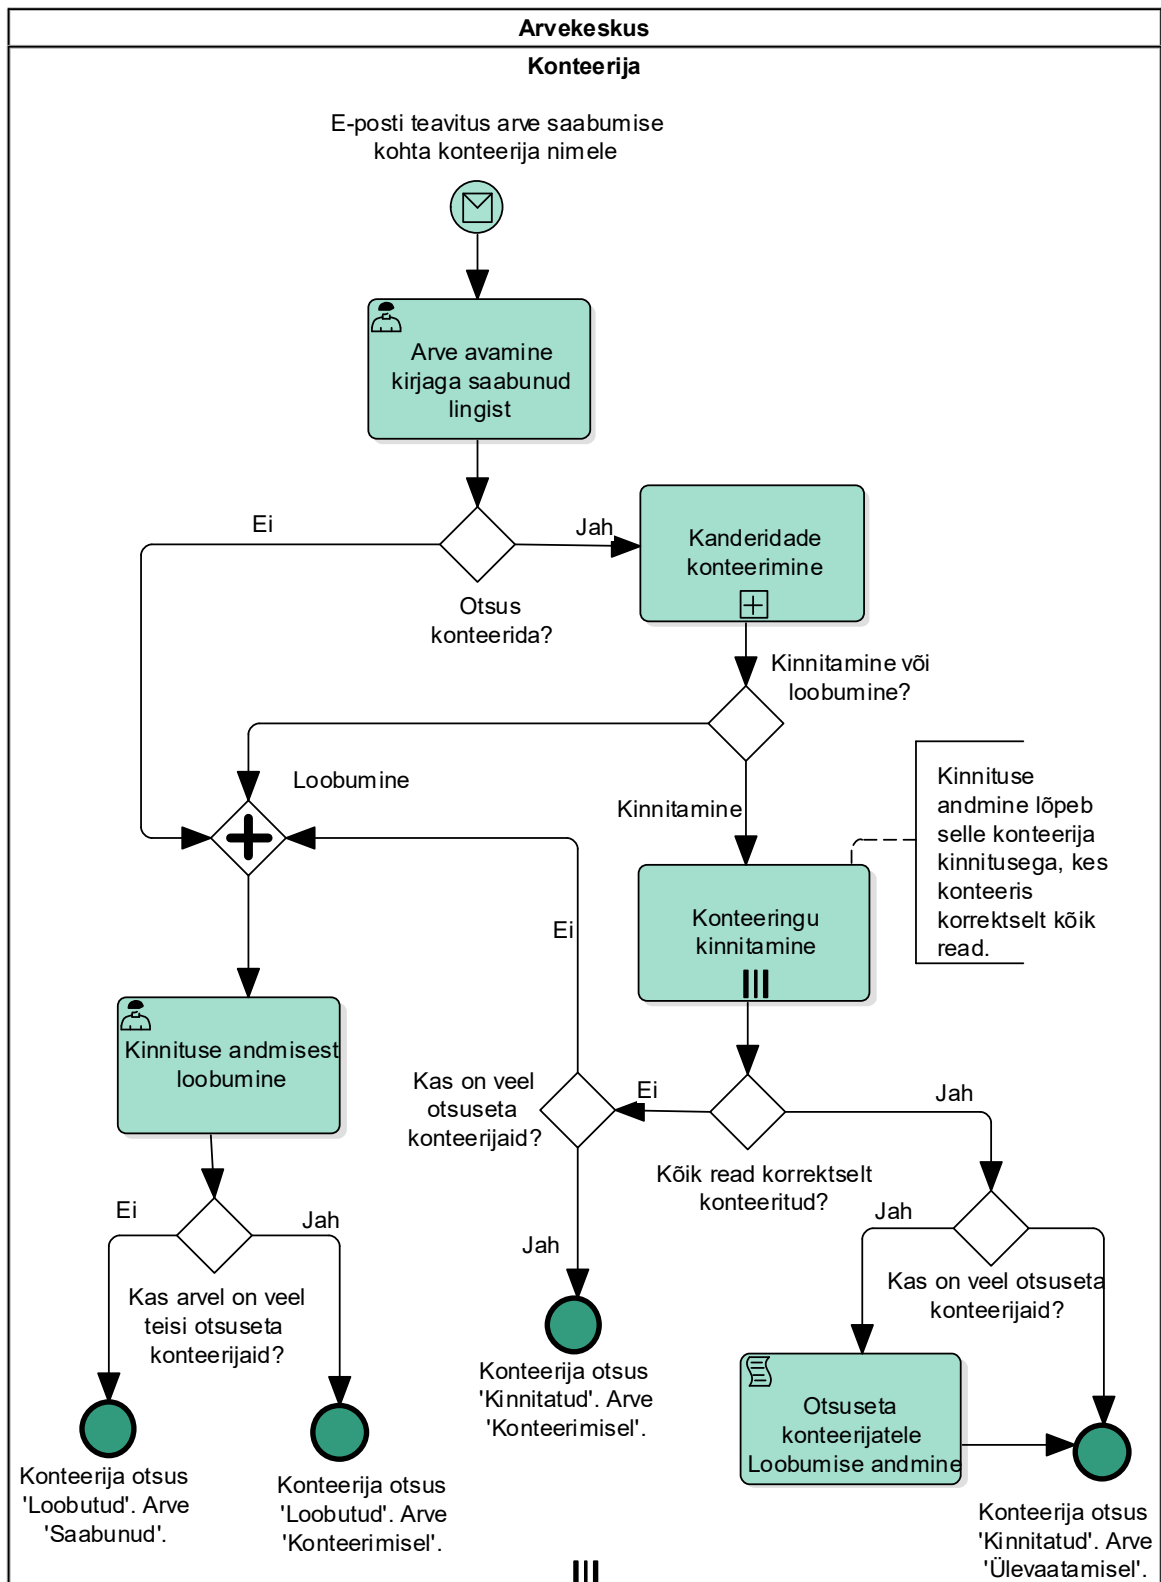 Arvekeskus
Konteerija
E-posti teavitus arve saabumise
kohta konteerija nimele
Arve avamine
kirjaga saabunud
lingist
Ei
Jah
Otsus
konteerida?
Kanderidade
konteerimine
Kinnitamine või
loobumine?
Loobumine
Kinnitamine
Kinnituse
andmine lõpeb
selle konteerija
kinnitusega, kes
konteeris
korrektselt kõik
read.
Konteeringu
kinnitamine
Ei
Kinnituse andmisest
loobumine
Kas on veel
otsuseta
konteerijaid?
Ei
Jah
Kõik read korrektselt
konteeritud?
Ei
Jah
Jah
Jah
Kas arvel on veel
teisi otsuseta
konteerijaid?
Kas on veel otsuseta
konteerijaid?
Konteerija otsus
'Kinnitatud'. Arve
'Konteerimisel'.
Otsuseta
konteerijatele
Loobumise andmine
Konteerija otsus
'Loobutud'. Arve
'Saabunud'.
Konteerija otsus
'Loobutud'. Arve
'Konteerimisel'.
Konteerija otsus
'Kinnitatud'. Arve
'Ülevaatamisel'.